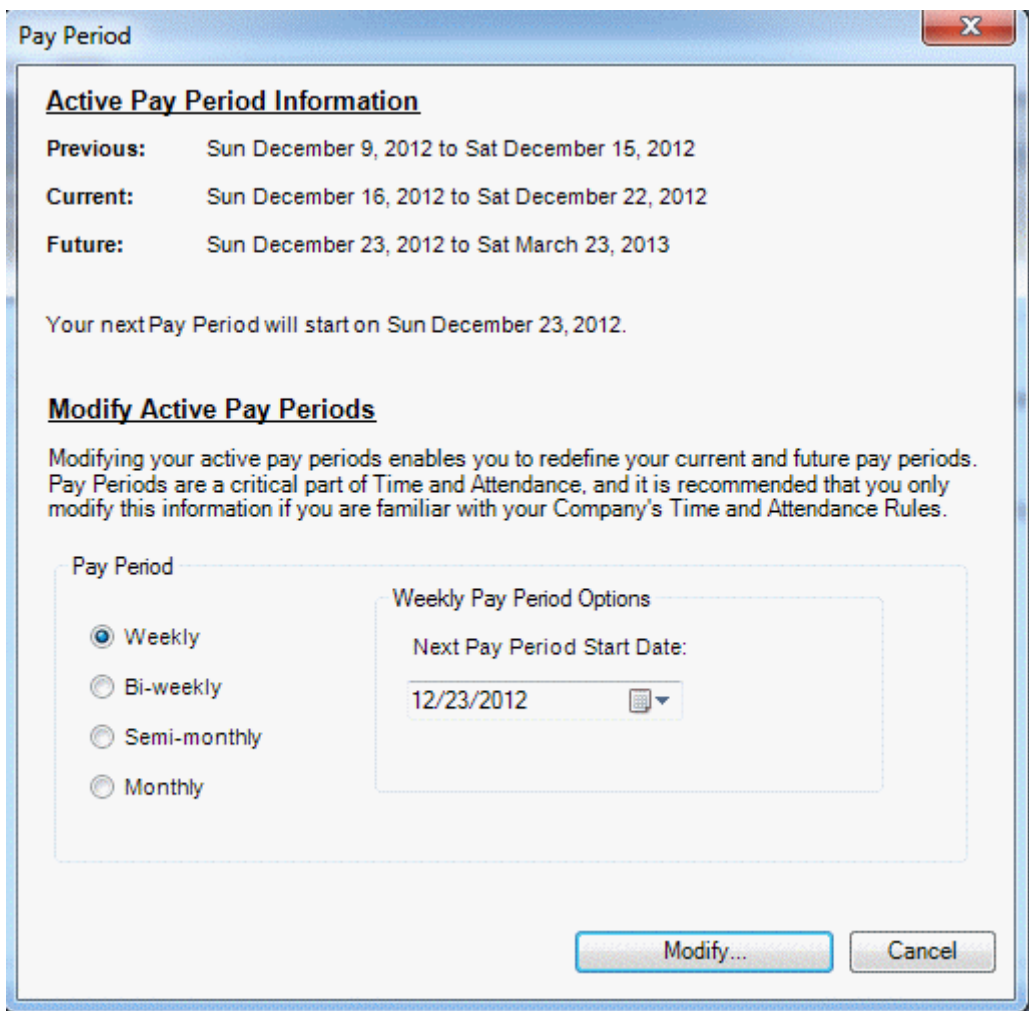 Pay Period
X
Active Pay Period Information
Previous: Sun December 9, 2012 to Sat December 15, 2012
Current: Sun December 16, 2012 to Sat December 22, 2012
Future: Sun December 23, 2012 to Sat March 23, 2013
Your next Pay Period will start on Sun December 23, 2012.
Modify Active Pay Periods
Modifying your active pay periods enables you to redefine your current and future pay periods.
Pay Periods are a critical part of Time and Attendance, and it is recommended that you only
modify this information if you are familiar with your Company's Time and Attendance Rules.
Pay Period
Weekly
Bi-weekly
Semi-monthly
Monthly
Weekly Pay Period Options
Next Pay Period Start Date:
12/23/2012
Modify...
Cancel